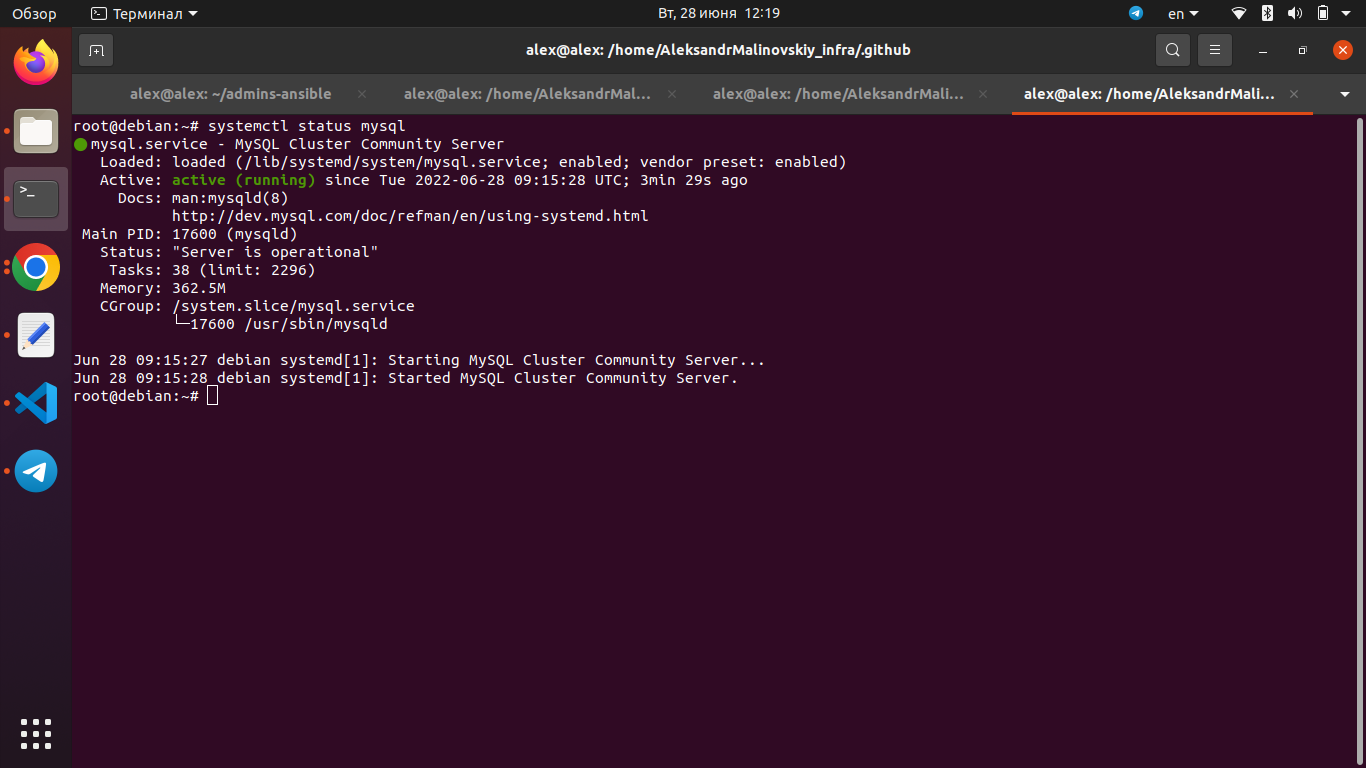 Обзор
Терминал
Вт, 28 июня 12:19
en
alex@alex: /home/AleksandrMalinovskiy_infra/.github
alex@alex: ~/admins-ansible
alex@alex: /home/AleksandrMal...
alex@alex: /home/AleksandrMali...
alex@alex: /home/AleksandrMali...
root@debian:~# systemctl status mysql
mysql.service - MySQL Cluster Community Server
Loaded: loaded (/lib/systemd/system/mysql.service; enabled; vendor preset: enabled)
Active: active (running) since Tue 2022-06-28 09:15:28 UTC; 3min 29s ago
Docs: man:mysqld(8)
http://dev.mysql.com/doc/refman/en/using-systemd.html
Main PID: 17600 (mysqld)
Status: "Server is operational"
Tasks: 38 (limit: 2296)
Memory: 362.5M
CGroup: /system.slice/mysql.service
└─17600 /usr/sbin/mysqld
Jun 28 09:15:27 debian systemd[1]: Starting MySQL Cluster Community Server...
Jun 28 09:15:28 debian systemd[1]: Started MySQL Cluster Community Server.
root@debian:~#